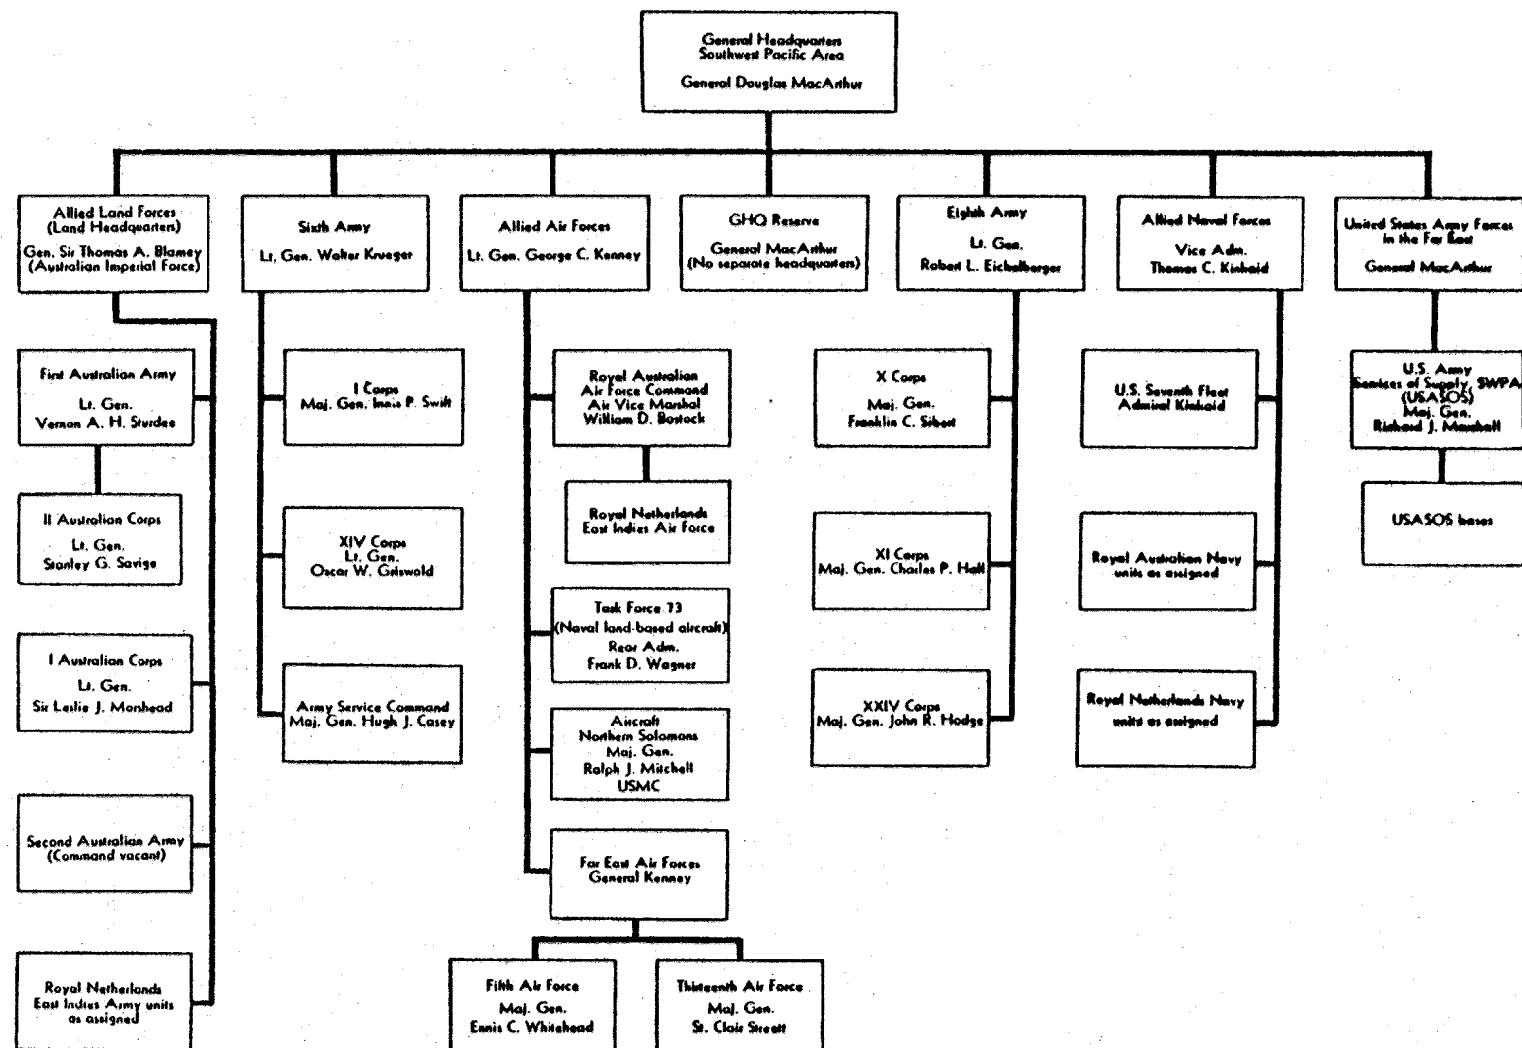 General Headquarters
Southwest Pacific Area
General Douglas MacArthur
Allied Land Forces
(Land Headquarters)
Gen. Sir Thomas A. Blamey
(Australian Imperial Force)
Sixth Army
Lt. Gen. Walter Krueger
Allied Air Forces
Lt. Gen. George C. Kenney
GHQ Reserve
General MacArthur
(No separate headquarters)
Eighth Army
Lt. Gen.
Robert L. Eichelberger
Allied Naval Forces
Vice Adm.
Thomas C. Kinkaid
United States Army Forces
in the Far East
General MacArthur
First Australian Army
Lt. Gen.
Vernon A. H. Sturdee
II Australian Corps
Lt. Gen.
Stanley G. Savige
I Australian Corps
Lt. Gen.
Sir Leslie J. Morshead
Second Australian Army
(Command vacant)
Royal Netherlands
East Indies Army units
as assigned
I Corps
Maj. Gen. Innis P. Swift
XIV Corps
Lt. Gen.
Oscar W. Griswold
Army Service Command
Maj. Gen. Hugh J. Casey
Royal Australian
Air Force Command
Air Vice Marshal
William D. Bostock
Royal Netherlands
East Indies Air Force
Task Force 73
(Naval land-based aircraft)
Rear Adm.
Frank D. Wagner
Aircraft
Northern Solomons
Maj. Gen.
Ralph J. Mitchell
USMC
Far East Air Forces
General Kenney
Fifth Air Force
Maj. Gen.
Ennis C. Whitehead
Thirteenth Air Force
Maj. Gen.
St. Clair Streett
X Corps
Maj. Gen.
Franklin C. Sibert
XI Corps
Maj. Gen. Charles P. Hall
XXIV Corps
Maj. Gen. John R. Hodge
U.S. Seventh Fleet
Admiral Kinkaid
Royal Australian Navy
units as assigned
Royal Netherlands Navy
units as assigned
U.S. Army
Services of Supply, SWPA
(USASOS)
Maj. Gen.
Richard J. Marshall
USASOS bases